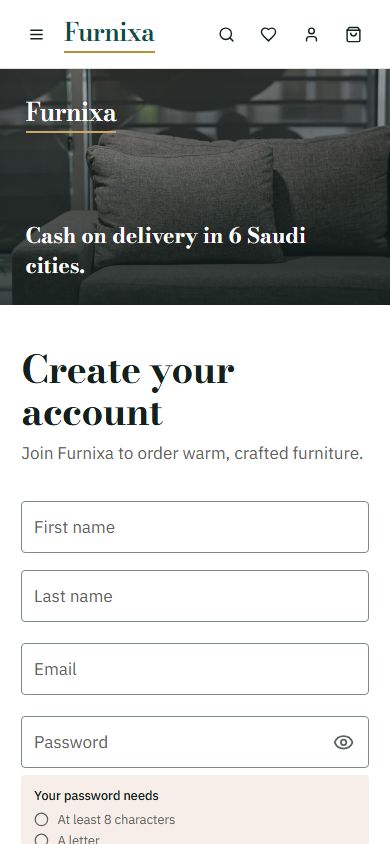 Furnixa
Furnixa
Cash on delivery in 6 Saudi
cities.
Create your
account
Join Furnixa to order warm, crafted furniture.
First name
Last name
Email
Password
Your password needs
At least 8 characters
A letter